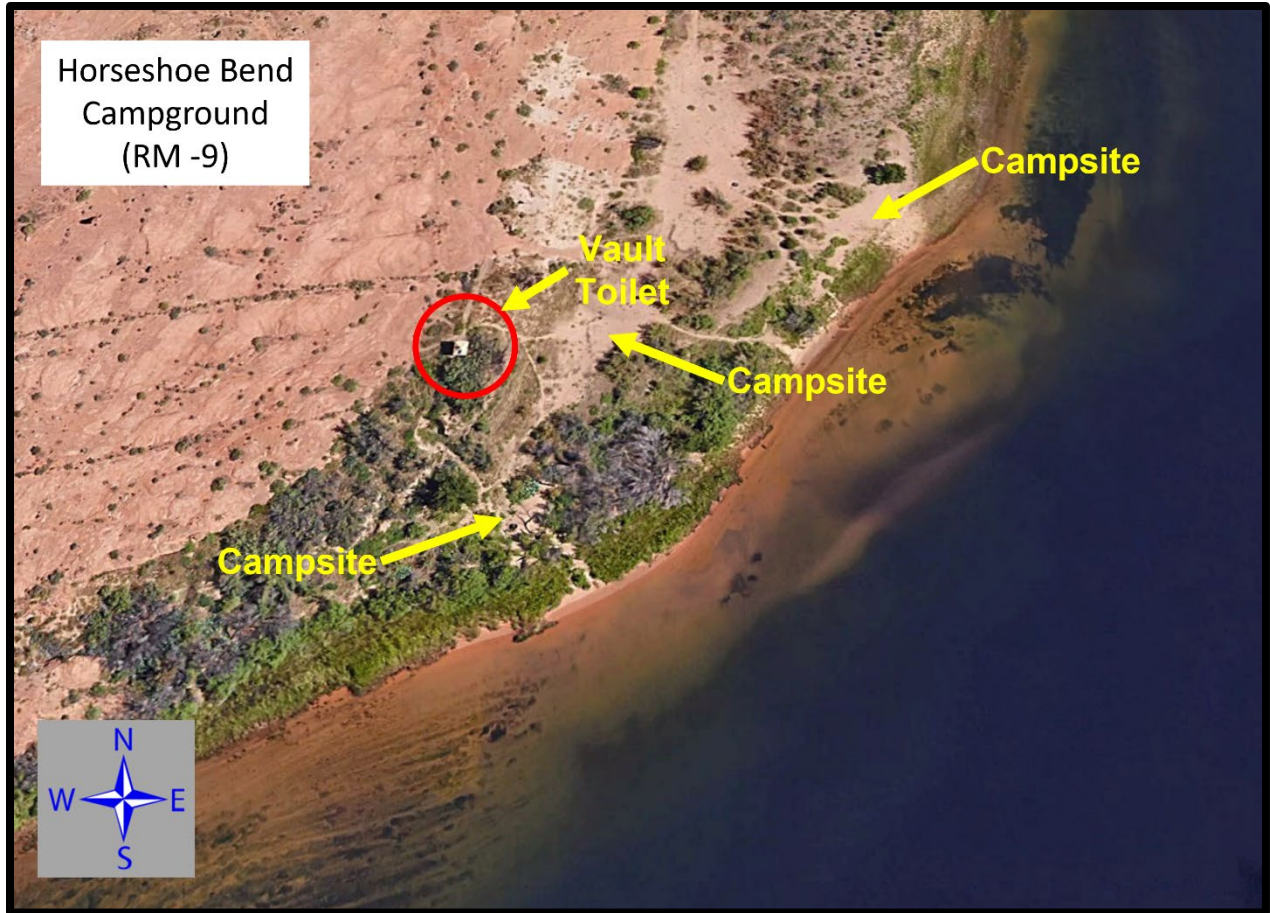 Horseshoe Bend
Campground
(RM -9)
Campsite
Vault
Toilet
Campsite
Campsite
N
W E
S